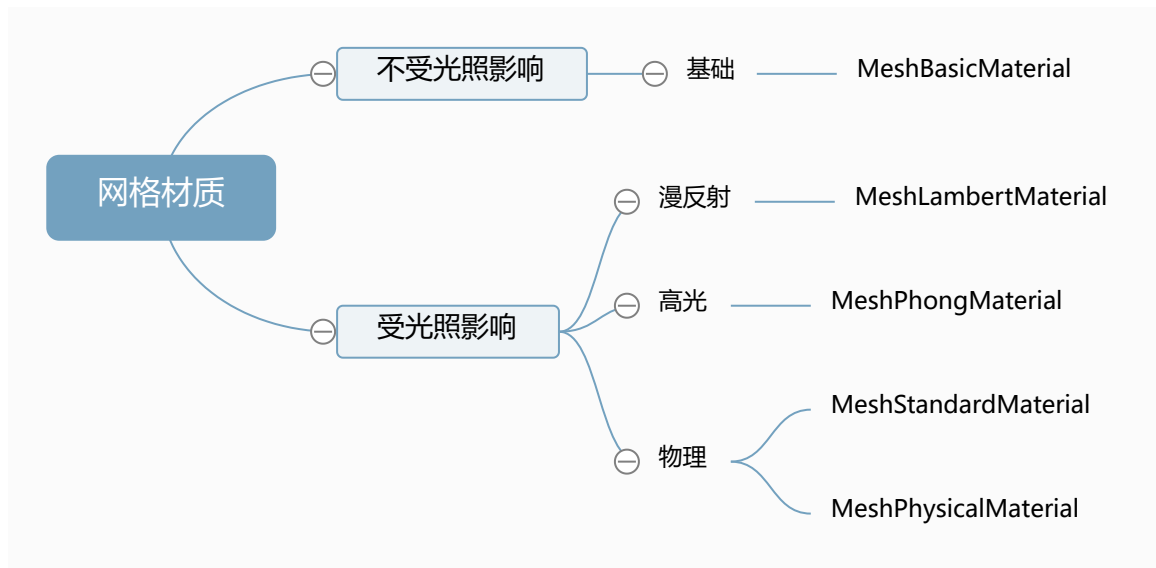 网格材质
不受光照影响
基础
MeshBasicMaterial
受光照影响
漫反射
MeshLambertMaterial
高光
MeshPhongMaterial
物理
MeshStandardMaterial
MeshPhysicalMaterial